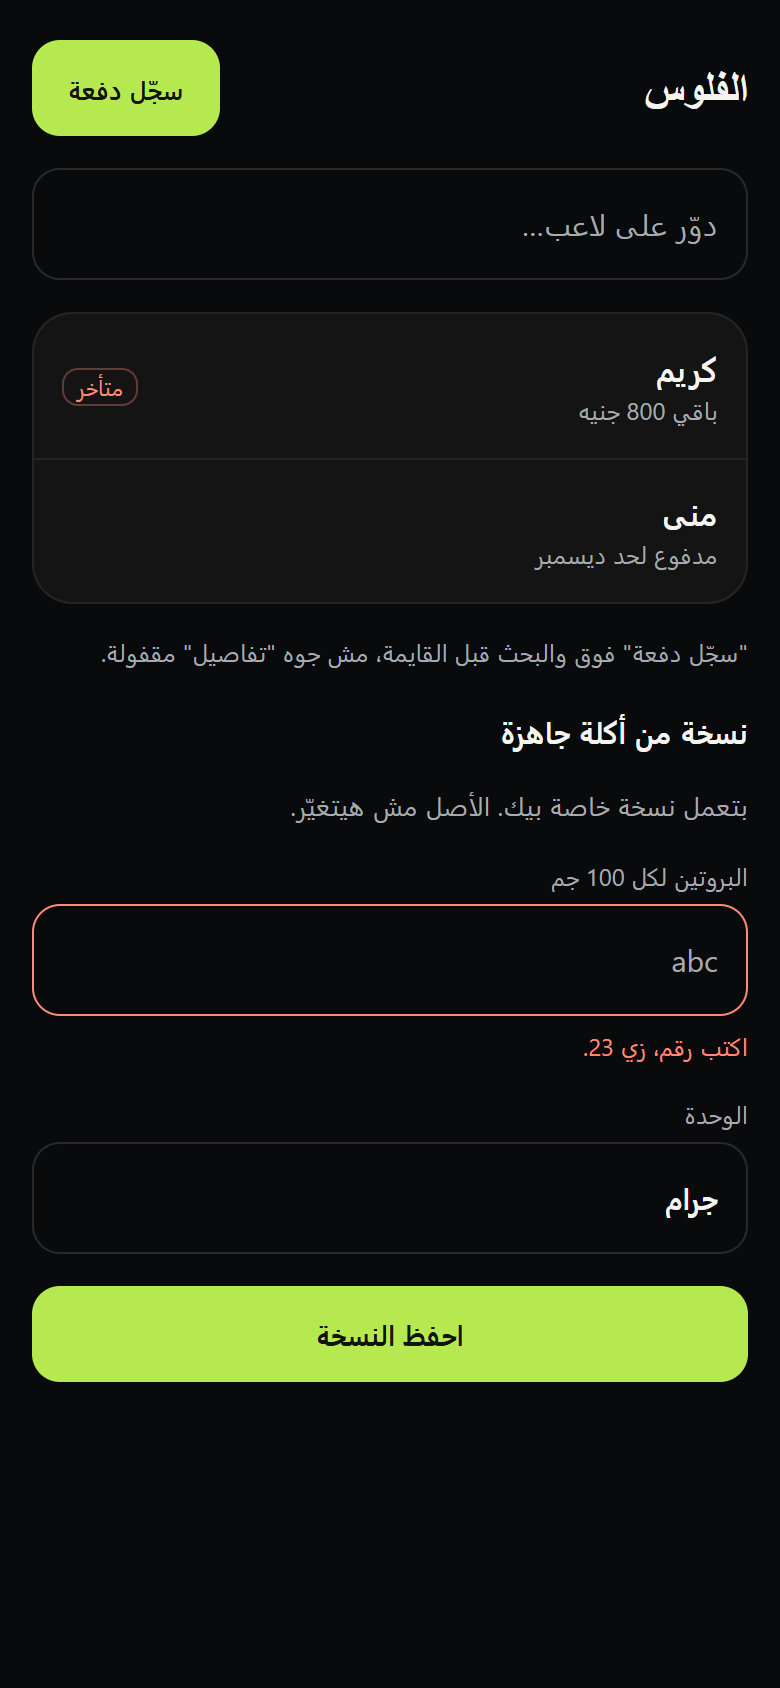 الفلوس
سجّل دفعة
دوّر على لاعب...
كريم
باقي 800 جنيه
متأخر
منى
مدفوع لحد ديسمبر
"سجّل دفعة" فوق والبحث قبل القايمة، مش جوه "تفاصيل" مقفولة.
نسخة من أكلة جاهزة
بتعمل نسخة خاصة بيك. الأصل مش هيتغيّر.
البروتين لكل 100 جم
abc
اكتب رقم، زي 23.
الوحدة
جرام
احفظ النسخة